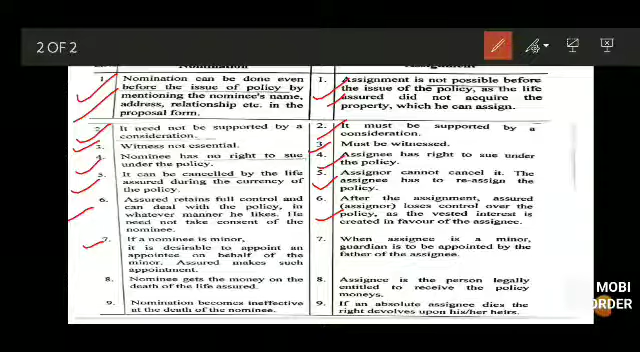 2 OF 2
Nomination
Assignment
1. Nomination can be done even
before the issue of policy by
mentioning the nominee's name,
address, relationship etc. in the
proposal form.
1. Assignment is not possible before
the issue of the policy, as the life
assured did not acquire the
property, which he can assign.
2. It need not be supported by a
consideration.
2. It must be supported by a
consideration.
3. Witness not essential.
3. Must be witnessed.
4. Nominee has no right to sue
under the policy.
4. Assignee has right to sue under
the policy.
5. It can be cancelled by the life
assured during the currency of
the policy.
5. Assignor cannot cancel it. The
assignee has to re-assign the
policy.
6. Assured retains full control and
can deal with the policy, in
whatever manner he likes. He
need not take consent of the
nominee.
6. After the assignment, assured
(assignor) loses control over the
policy, as the vested interest is
created in favour of the assignee.
7. If a nominee is minor,
it is desirable to appoint an
appointee on behalf of the
minor. Assured makes such
appointment.
7. When assignee is a minor,
guardian is to be appointed by the
father of the assignee.
8. Nominee gets the money on the
death of the life assured.
8. Assignee is the person legally
entitled to receive the policy
moneys.
9. Nomination becomes ineffective
at the death of the nominee.
9. If an absolute assignee dies the
right devolves upon his/her heirs.
MOBI
ORDER